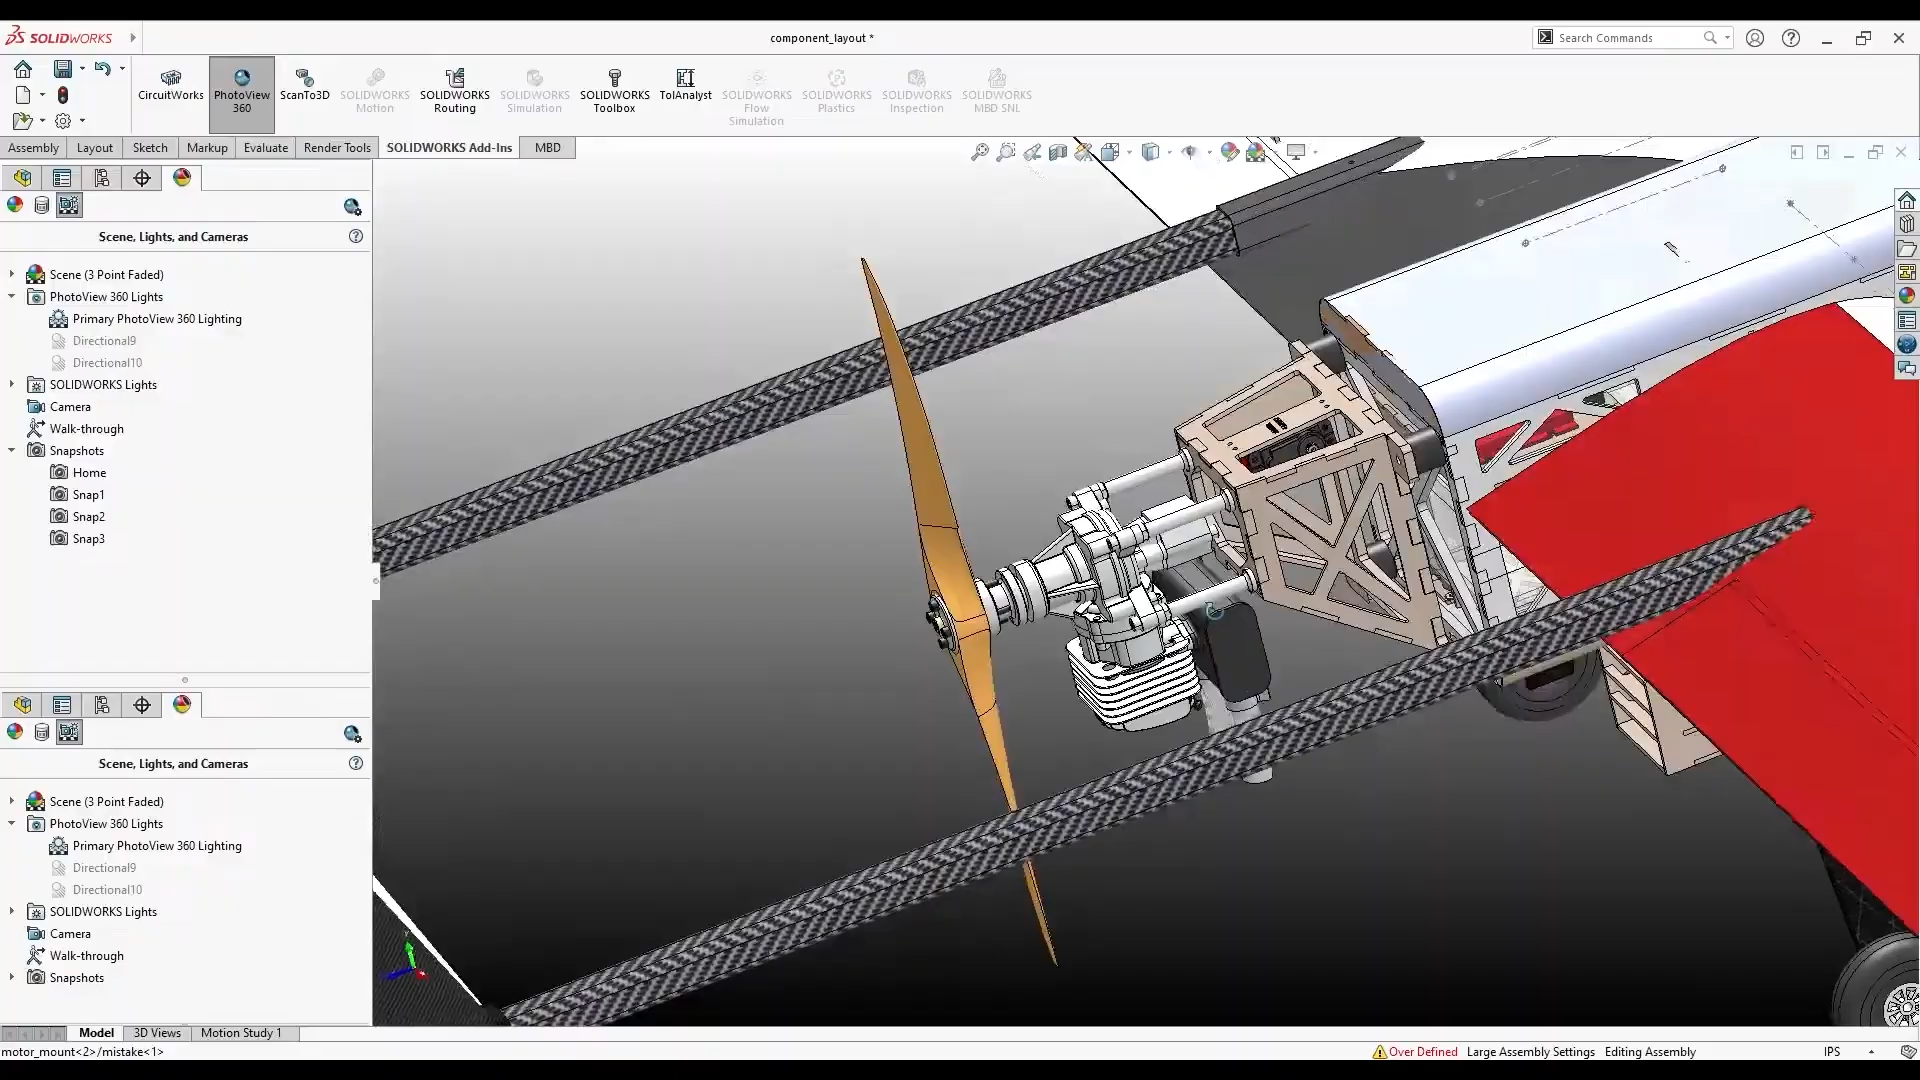 SOLIDWORKS
component_layout *
Search Commands
CircuitWorks
PhotoView
360
ScanTo3D
SOLIDWORKS
Motion
SOLIDWORKS
Routing
SOLIDWORKS
Simulation
SOLIDWORKS
Toolbox
TolAnalyst
SOLIDWORKS
Flow
Simulation
SOLIDWORKS
Plastics
SOLIDWORKS
Inspection
SOLIDWORKS
MBD SNL
Assembly Layout Sketch Markup Evaluate Render Tools SOLIDWORKS Add-Ins MBD
Scene, Lights, and Cameras
Scene (3 Point Faded)
PhotoView 360 Lights
Primary PhotoView 360 Lighting
Directional9
Directional10
SOLIDWORKS Lights
Camera
Walk-through
Snapshots
Home
Snap1
Snap2
Snap3
Scene, Lights, and Cameras
Scene (3 Point Faded)
PhotoView 360 Lights
Primary PhotoView 360 Lighting
Directional9
Directional10
SOLIDWORKS Lights
Camera
Walk-through
Snapshots
Model 3D Views Motion Study 1
motor_mount<2>/mistake<1>
Over Defined Large Assembly Settings Editing Assembly IPS